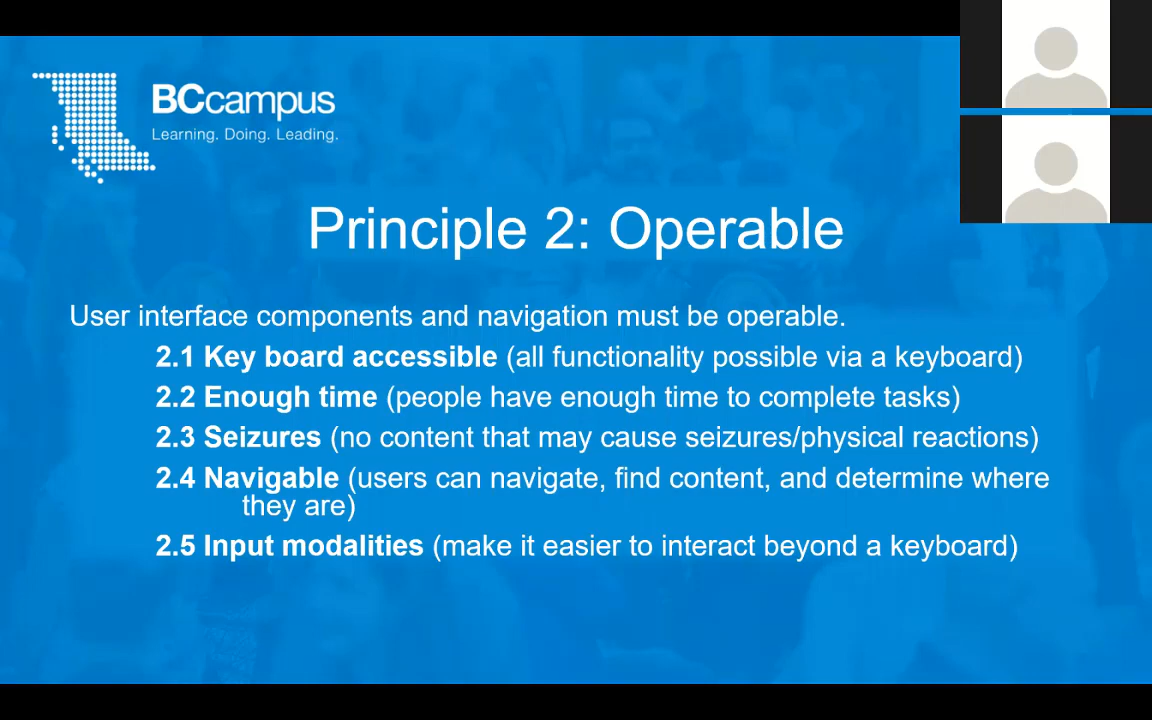 BCcampus
Learning. Doing. Leading.
Principle 2: Operable
User interface components and navigation must be operable.
2.1 Key board accessible (all functionality possible via a keyboard)
2.2 Enough time (people have enough time to complete tasks)
2.3 Seizures (no content that may cause seizures/physical reactions)
2.4 Navigable (users can navigate, find content, and determine where
they are)
2.5 Input modalities (make it easier to interact beyond a keyboard)